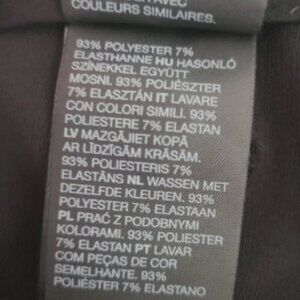 AVEC
COULEURS SIMILAIRES.
93% POLYESTER 7%
ELASTHANNE HU HASONLÓ
SZÍNEKKEL EGYÜTT
MOSNI. 93% POLIÉSZTER
7% ELASZTÁN IT LAVARE
CON COLORI SIMILI. 93%
POLIESTERE 7% ELASTAN
LV MAZGĀJIET KOPĀ
AR LĪDZĪGĀM KRĀSĀM.
93% POLIESTERIS 7%
ELASTĀNS NL WASSEN MET
DEZELFDE KLEUREN. 93%
POLYESTER 7% ELASTAAN
PL PRAĆ Z PODOBNYMI
KOLORAMI. 93% POLIESTER
7% ELASTAN PT LAVAR
COM PEÇAS DE COR
SEMELHANTE. 93%
POLIÉSTER 7% ELASTANO